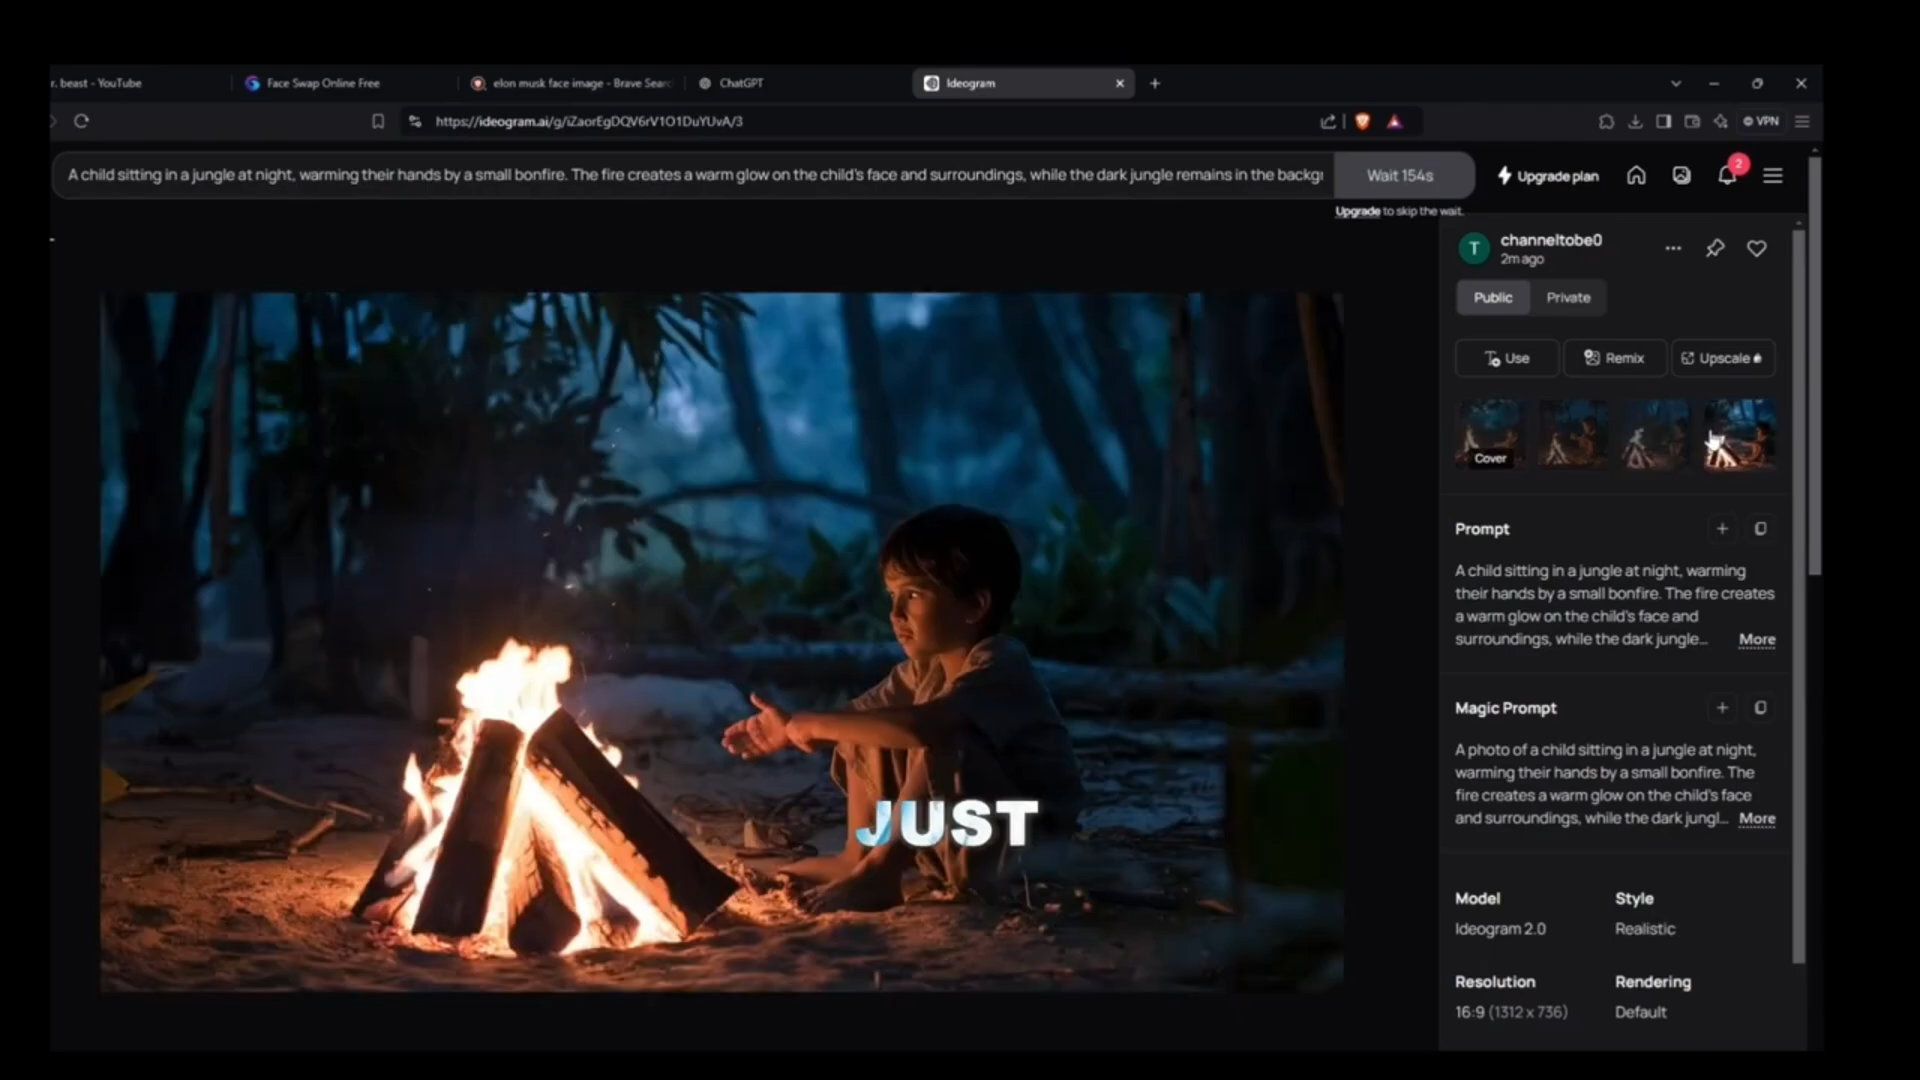 r. beast - YouTube
Face Swap Online Free
elon musk face image - Brave Searc
ChatGPT
Ideogram
https://ideogram.ai/g/iZaorEgDQV6rV1O1DuYUvA/3
VPN
A child sitting in a jungle at night, warming their hands by a small bonfire. The fire creates a warm glow on the child's face and surroundings, while the dark jungle remains in the backgr
Wait 154s
Upgrade plan
2
Upgrade to skip the wait.
T
channeltobe0
2m ago
Public
Private
Use
Remix
Upscale
Cover
Prompt
A child sitting in a jungle at night, warming
their hands by a small bonfire. The fire creates
a warm glow on the child's face and
surroundings, while the dark jungle... More
Magic Prompt
A photo of a child sitting in a jungle at night,
warming their hands by a small bonfire. The
fire creates a warm glow on the child's face
and surroundings, while the dark jungl... More
JUST
Model
Style
Ideogram 2.0
Realistic
Resolution
Rendering
16:9 (1312 x 736)
Default